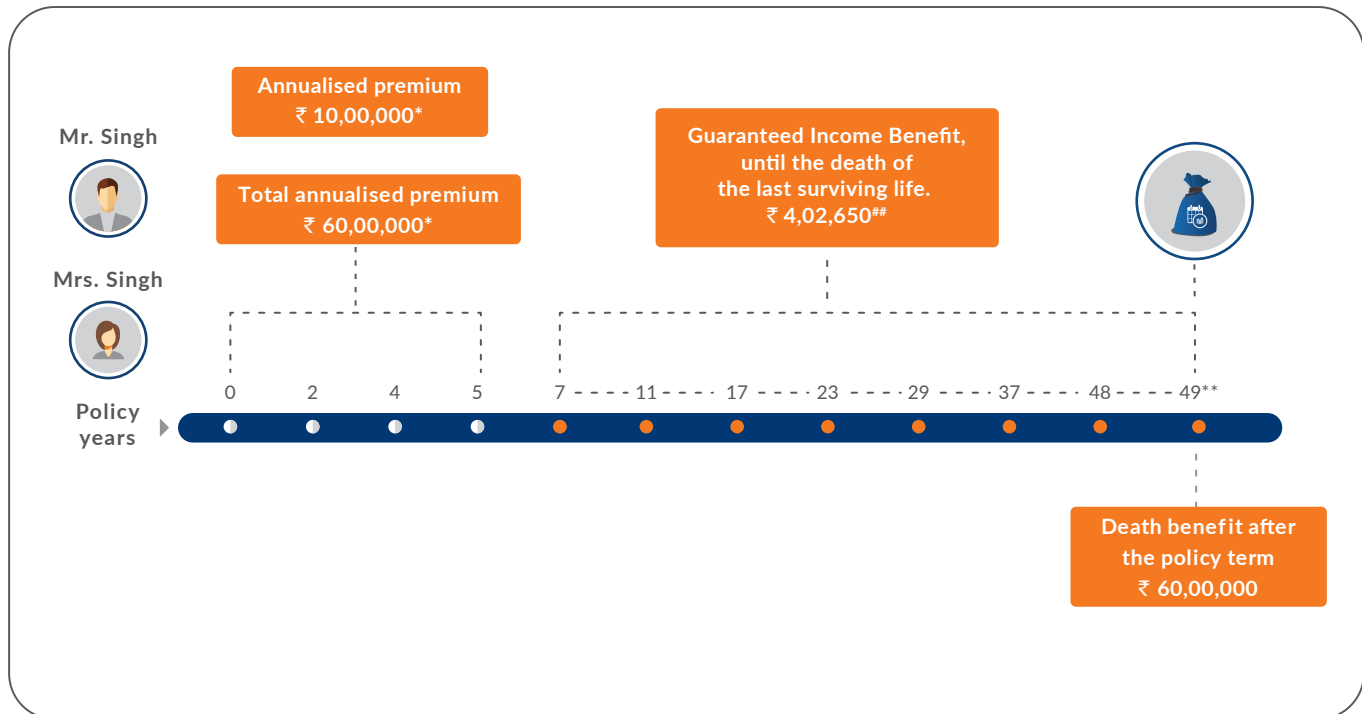 Annualised premium
₹ 10,00,000*
Mr. Singh
Total annualised premium
₹ 60,00,000*
Guaranteed Income Benefit,
until the death of
the last surviving life.
₹ 4,02,650##
Mrs. Singh
0 2 4 5 7 11 17 23 29 37 48 49**
Policy
years
Death benefit after
the policy term
₹ 60,00,000